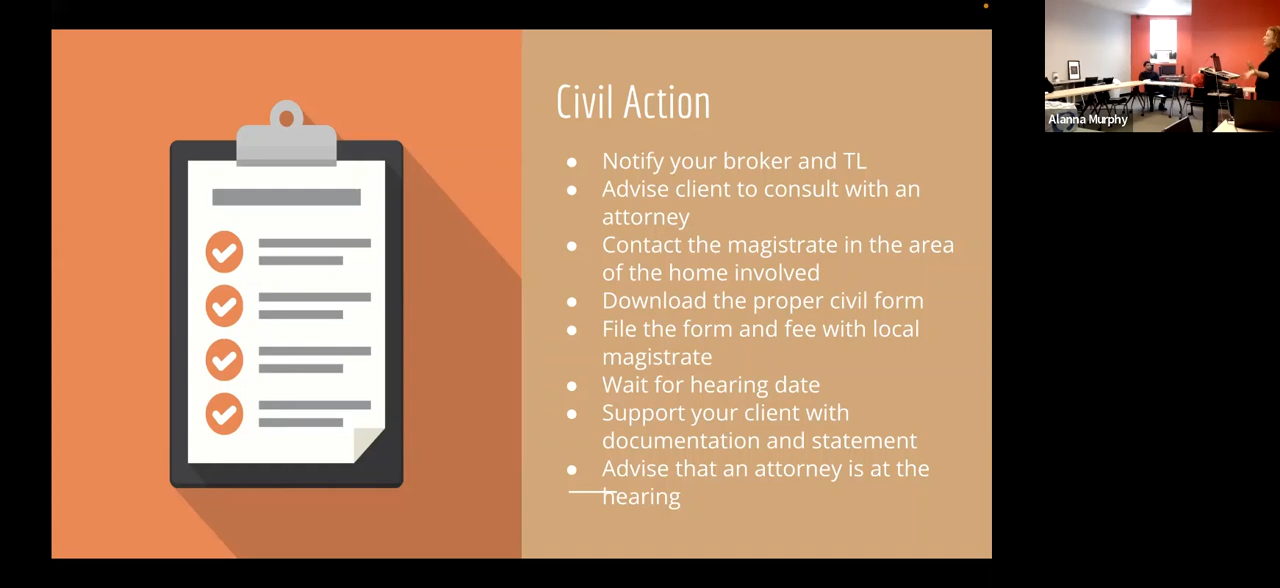 Civil Action
Notify your broker and TL
Advise client to consult with an
attorney
Contact the magistrate in the area
of the home involved
Download the proper civil form
File the form and fee with local
magistrate
Wait for hearing date
Support your client with
documentation and statement
Advise that an attorney is at the
hearing
Alanna Murphy